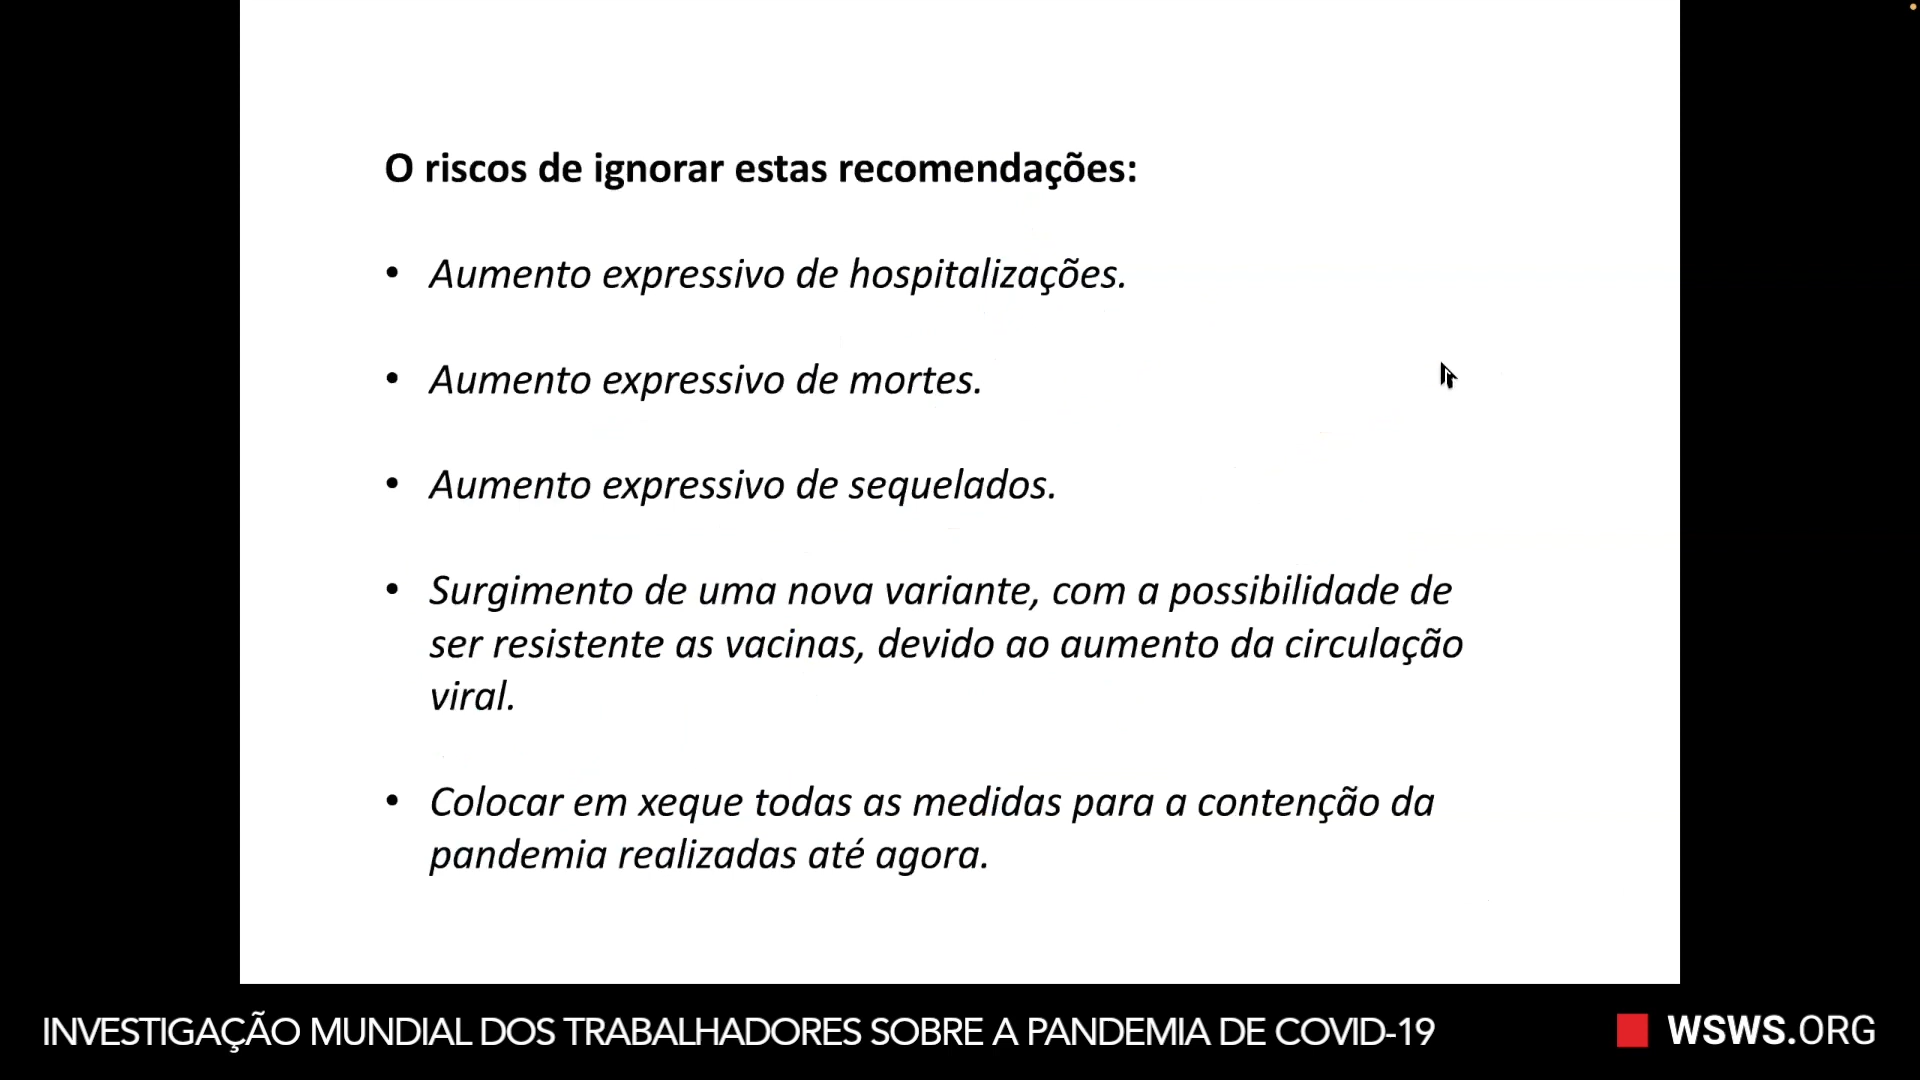 O riscos de ignorar estas recomendações:
• Aumento expressivo de hospitalizações.
• Aumento expressivo de mortes.
• Aumento expressivo de sequelados.
• Surgimento de uma nova variante, com a possibilidade de
ser resistente as vacinas, devido ao aumento da circulação
viral.
• Colocar em xeque todas as medidas para a contenção da
pandemia realizadas até agora.
INVESTIGAÇÃO MUNDIAL DOS TRABALHADORES SOBRE A PANDEMIA DE COVID-19
WSWS.ORG